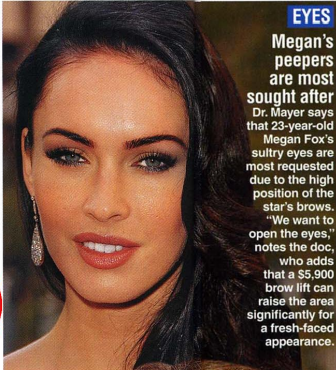 EYES
Megan's
peepers
are most
sought after
Dr. Mayer says
that 23-year-old
Megan Fox's
sultry eyes are
most requested
due to the high
position of the
star's brows.
"We want to
open the eyes,"
notes the doc,
who adds
that a $5,900
brow lift can
raise the area
significantly for
a fresh-faced
appearance.